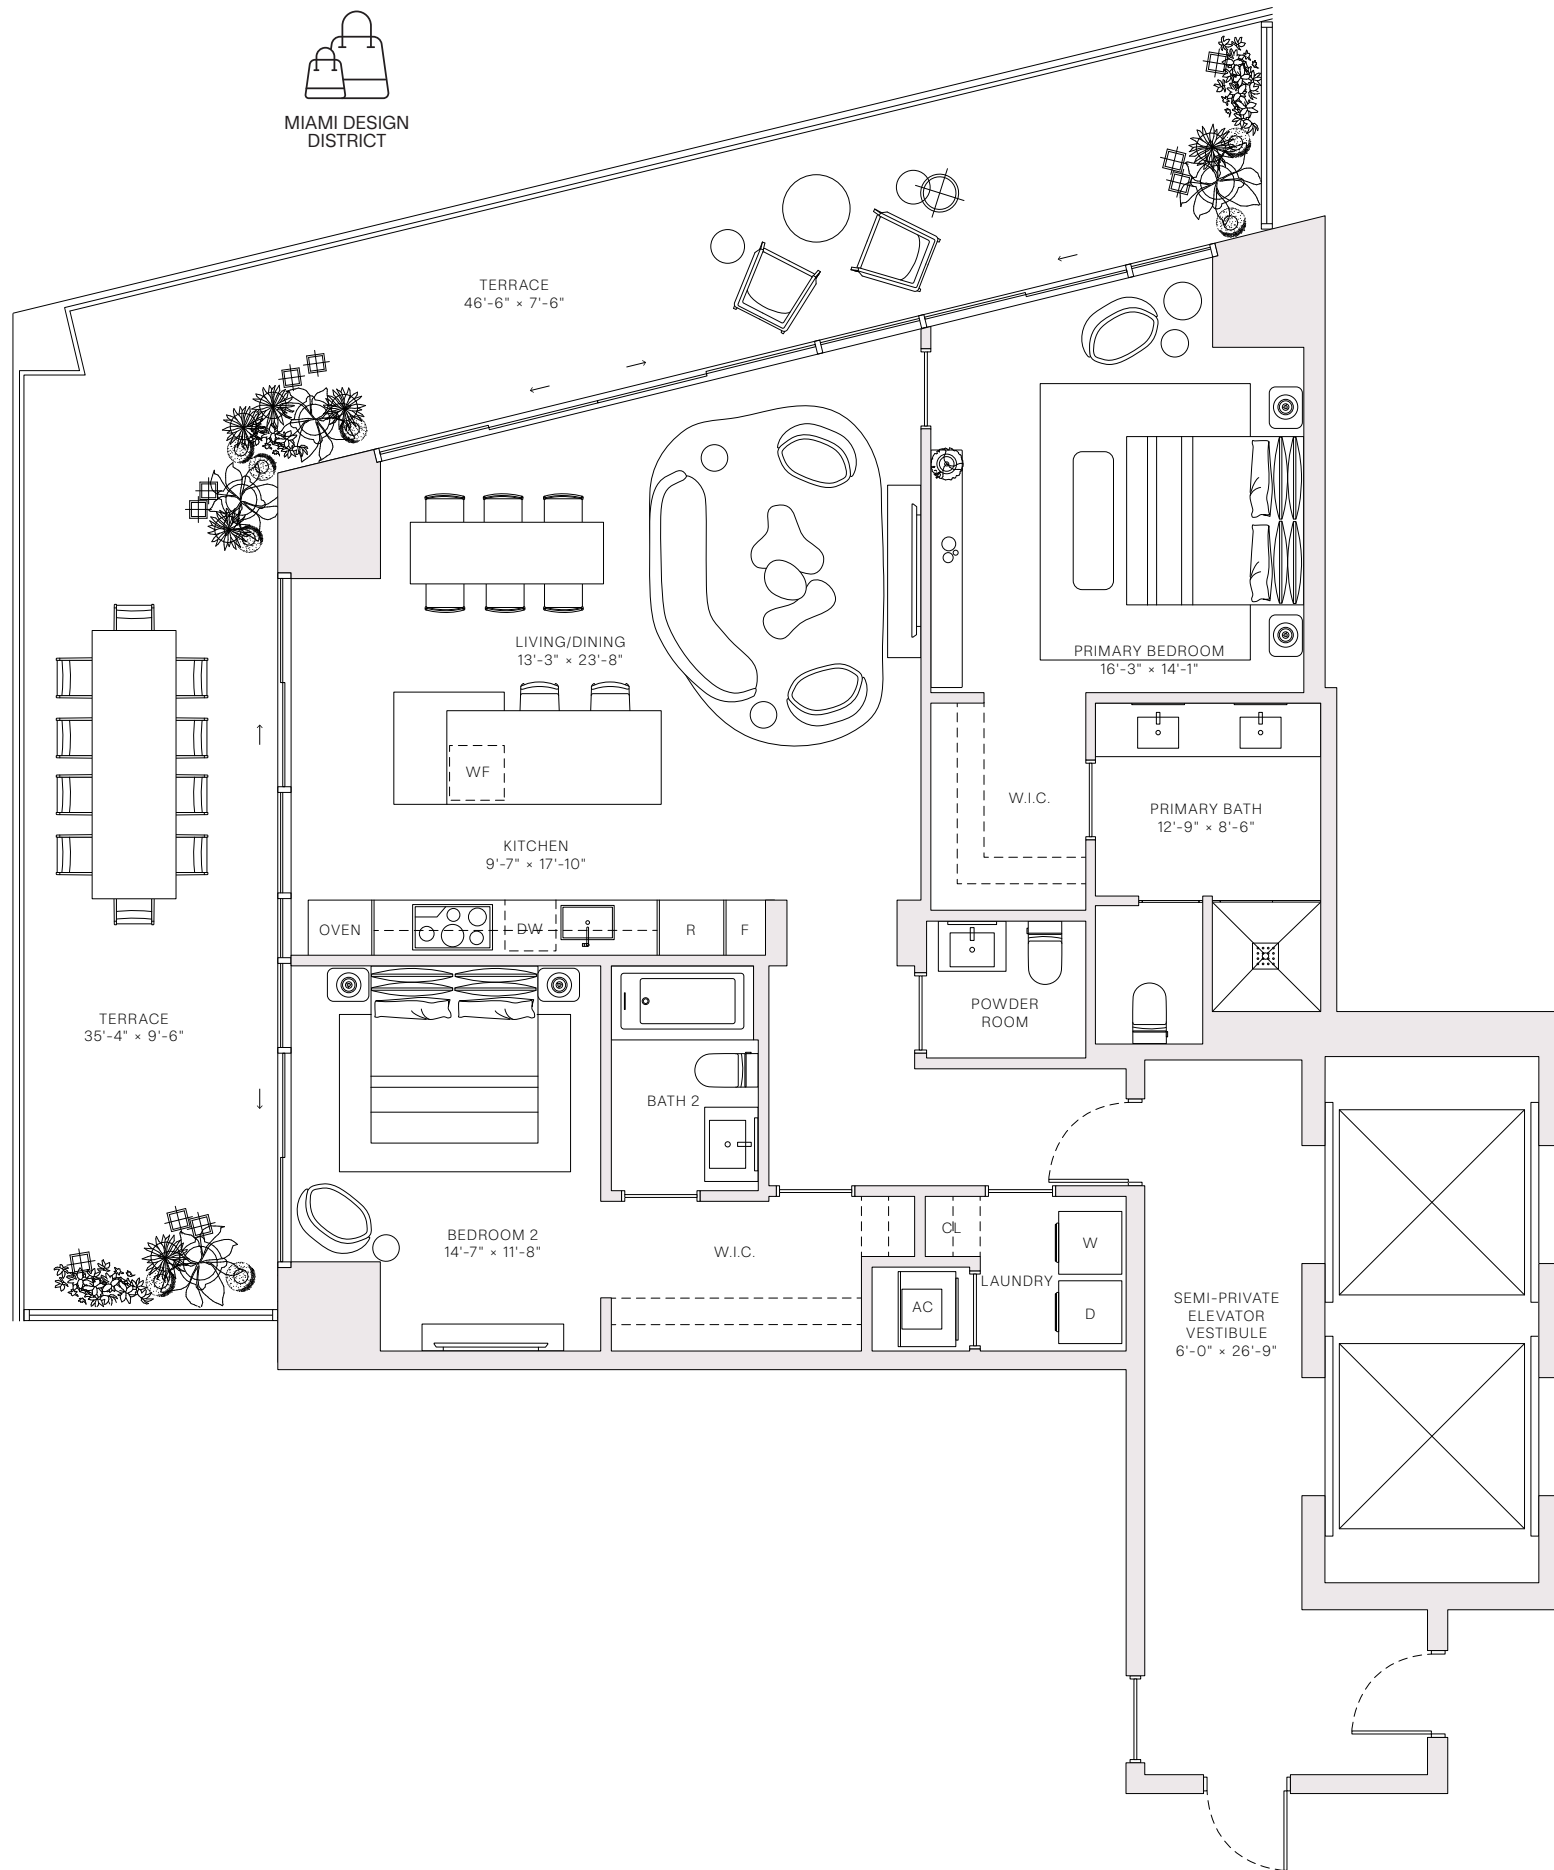 MIAMI DESIGN
DISTRICT
TERRACE
46'-6" × 7'-6"
LIVING/DINING
13'-3" × 23'-8"
PRIMARY BEDROOM
16'-3" × 14'-1"
WF
W.I.C.
PRIMARY BATH
12'-9" × 8'-6"
KITCHEN
9'-7" × 17'-10"
OVEN
DW
R
F
TERRACE
35'-4" × 9'-6"
POWDER
ROOM
BATH 2
BEDROOM 2
14'-7" × 11'-8"
W.I.C.
CL
W
LAUNDRY
AC
D
SEMI-PRIVATE
ELEVATOR
VESTIBULE
6'-0" × 26'-9"